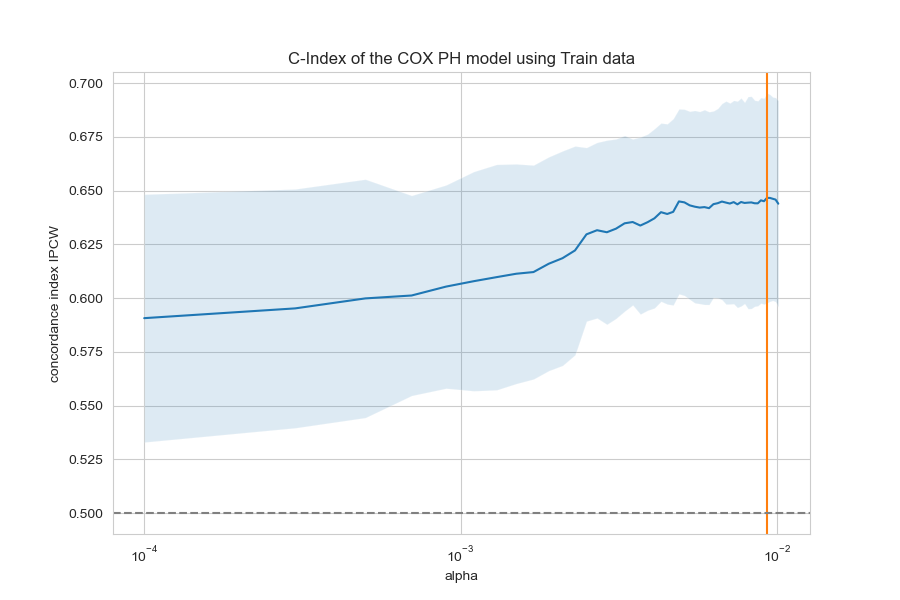 C-Index of the COX PH model using Train data
0.700
0.675
0.650
0.625
0.600
0.575
0.550
0.525
0.500
concordance index IPCW
10⁻⁴ 10⁻³ 10⁻²
alpha